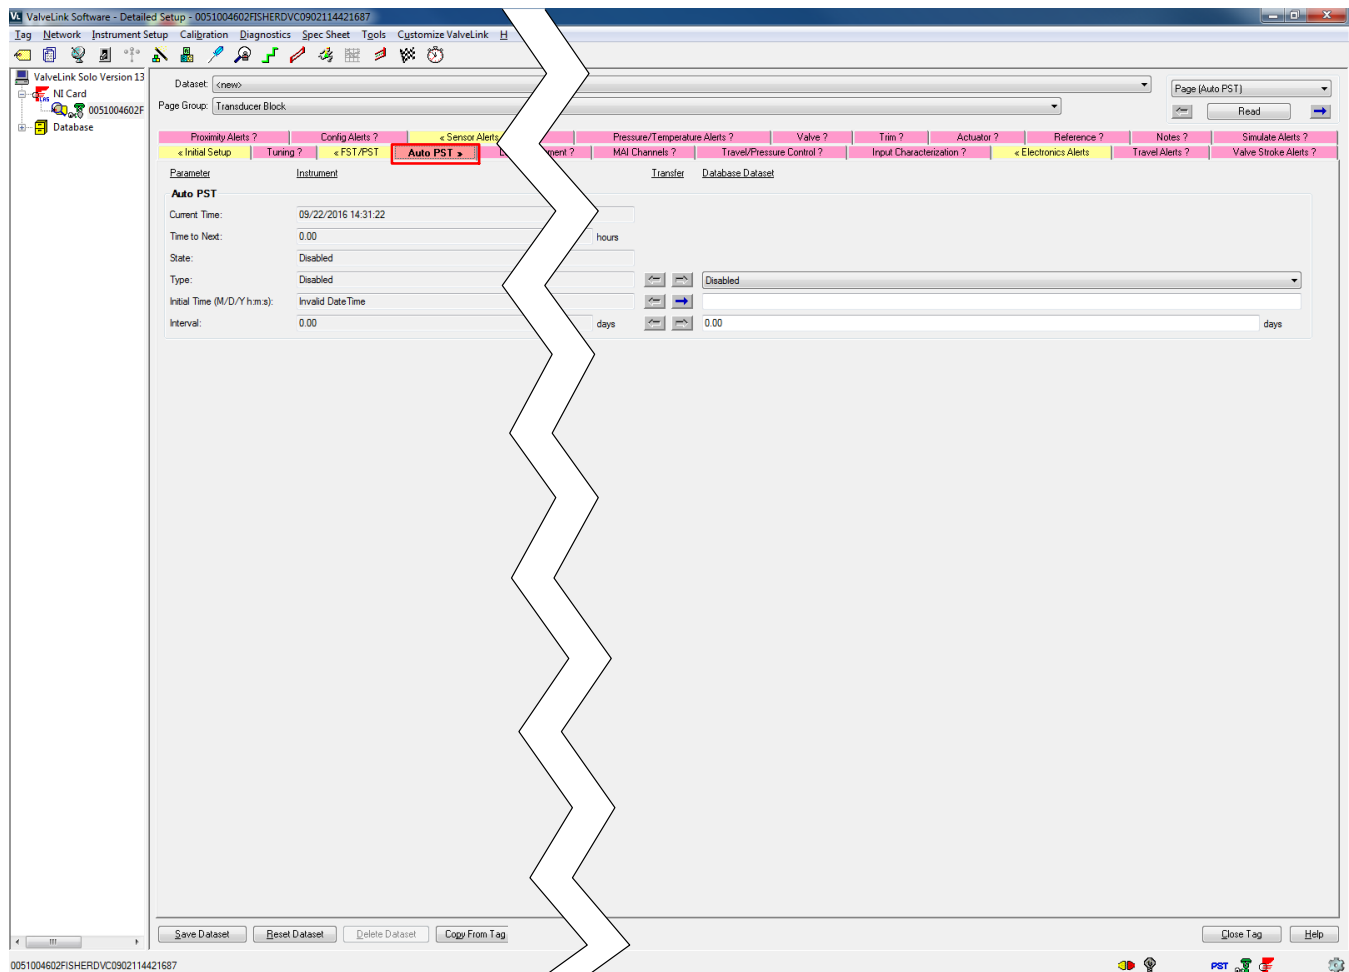 ValveLink Software - Detailed Setup - 0051004602FISHERDVC0902114421687
Tag Network Instrument Setup Calibration Diagnostics Spec Sheet Tools Customize ValveLink H
ValveLink Solo Version 13
NI Card
0051004602F
Database
Dataset: <new>
Page (Auto PST)
Page Group: Transducer Block
Read
Proximity Alerts ? Config Alerts ? « Sensor Alerts Pressure/Temperature Alerts ? Valve ? Trim ? Actuator ? Reference ? Notes ? Simulate Alerts ?
« Initial Setup Tuning ? « FST/PST Auto PST » ment ? MAI Channels ? Travel/Pressure Control ? Input Characterization ? « Electronics Alerts Travel Alerts ? Valve Stroke Alerts ?
Parameter Instrument Transfer Database Dataset
Auto PST
Current Time: 09/22/2016 14:31:22
Time to Next: 0.00 hours
State: Disabled
Type: Disabled Disabled
Initial Time (M/D/Y h:m:s): Invalid DateTime
Interval: 0.00 days 0.00 days
Save Dataset Reset Dataset Delete Dataset Copy From Tag Close Tag Help
0051004602FISHERDVC0902114421687
PST